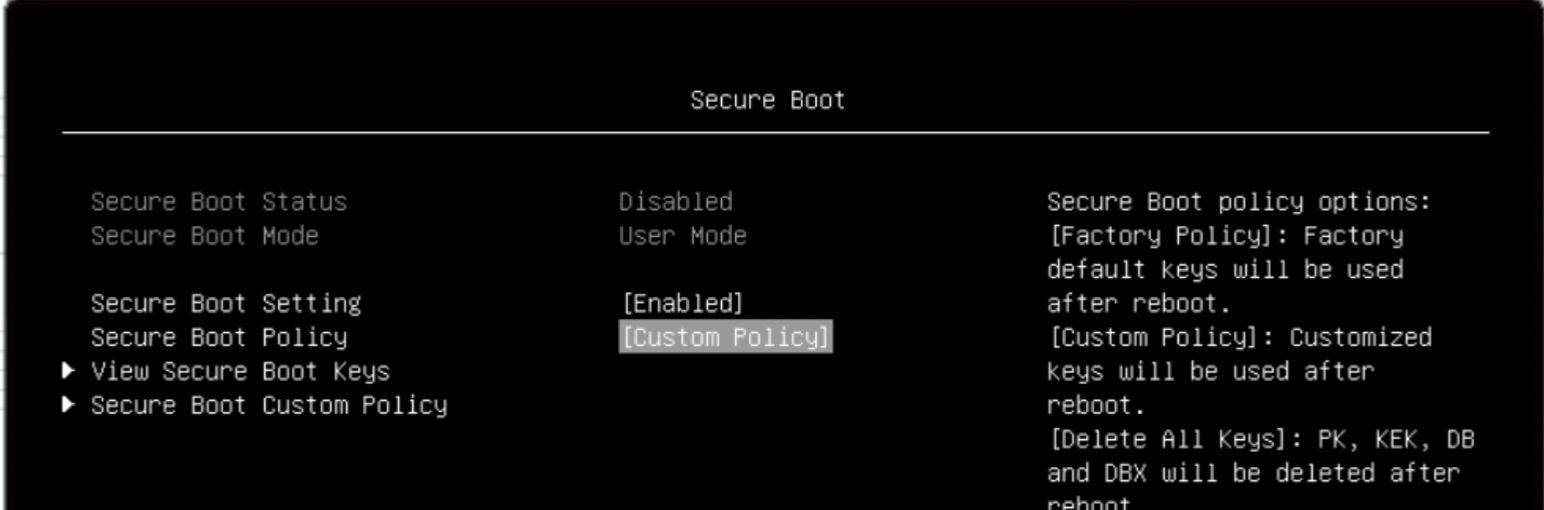 Secure Boot
Secure Boot Status Disabled
Secure Boot Mode User Mode
Secure Boot Setting [Enabled]
Secure Boot Policy [Custom Policy]
View Secure Boot Keys
Secure Boot Custom Policy
Secure Boot policy options:
[Factory Policy]: Factory
default keys will be used
after reboot.
[Custom Policy]: Customized
keys will be used after
reboot.
[Delete All Keys]: PK, KEK, DB
and DBX will be deleted after
reboot